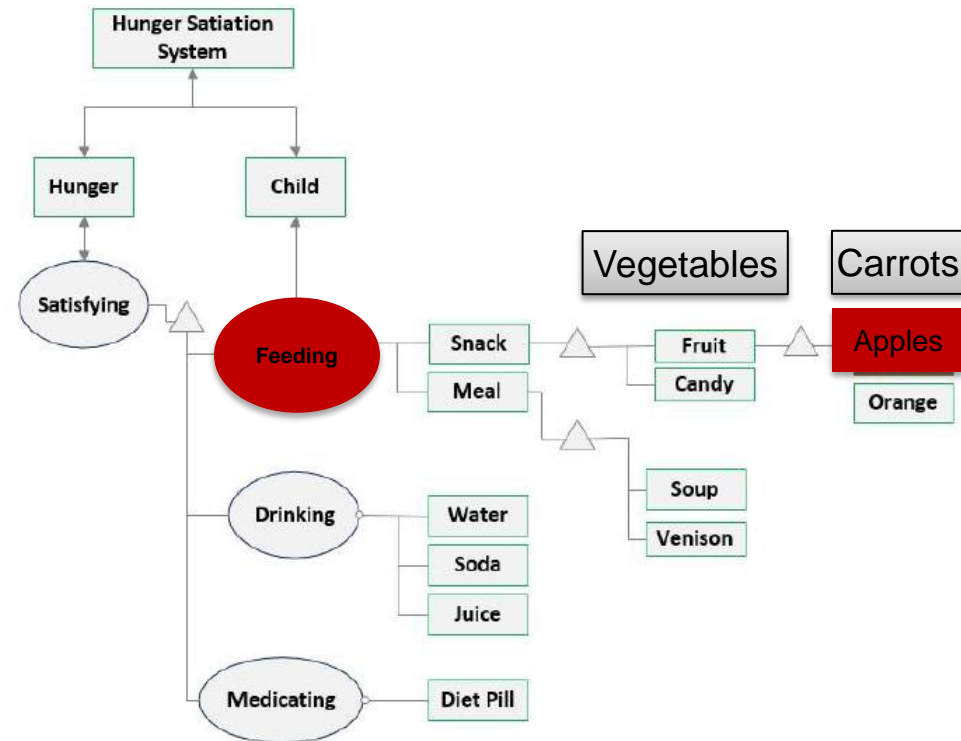 Hunger Satiation
System
Hunger
Child
Vegetables
Carrots
Satisfying
Feeding
Snack
Fruit
Apples
Meal
Candy
Orange
Soup
Drinking
Water
Venison
Soda
Juice
Medicating
Diet Pill